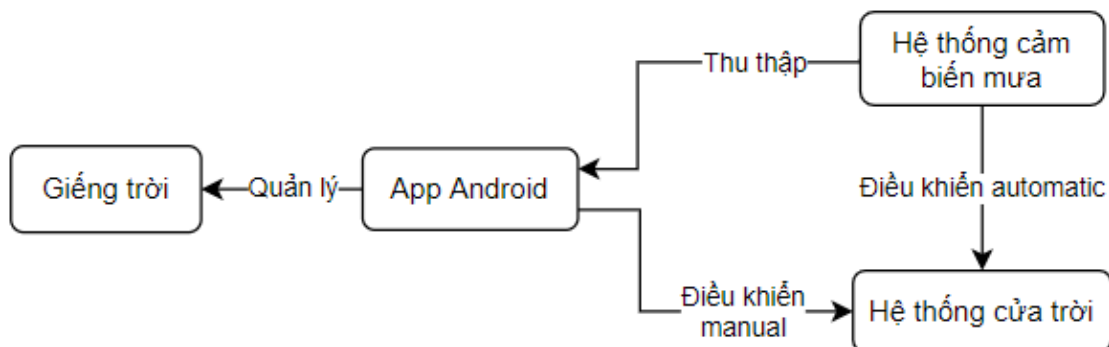 Hệ thống cảm
biến mưa
Thu thập
Giếng trời
Quản lý
App Android
Điều khiển automatic
Điều khiển
manual
Hệ thống cửa trời